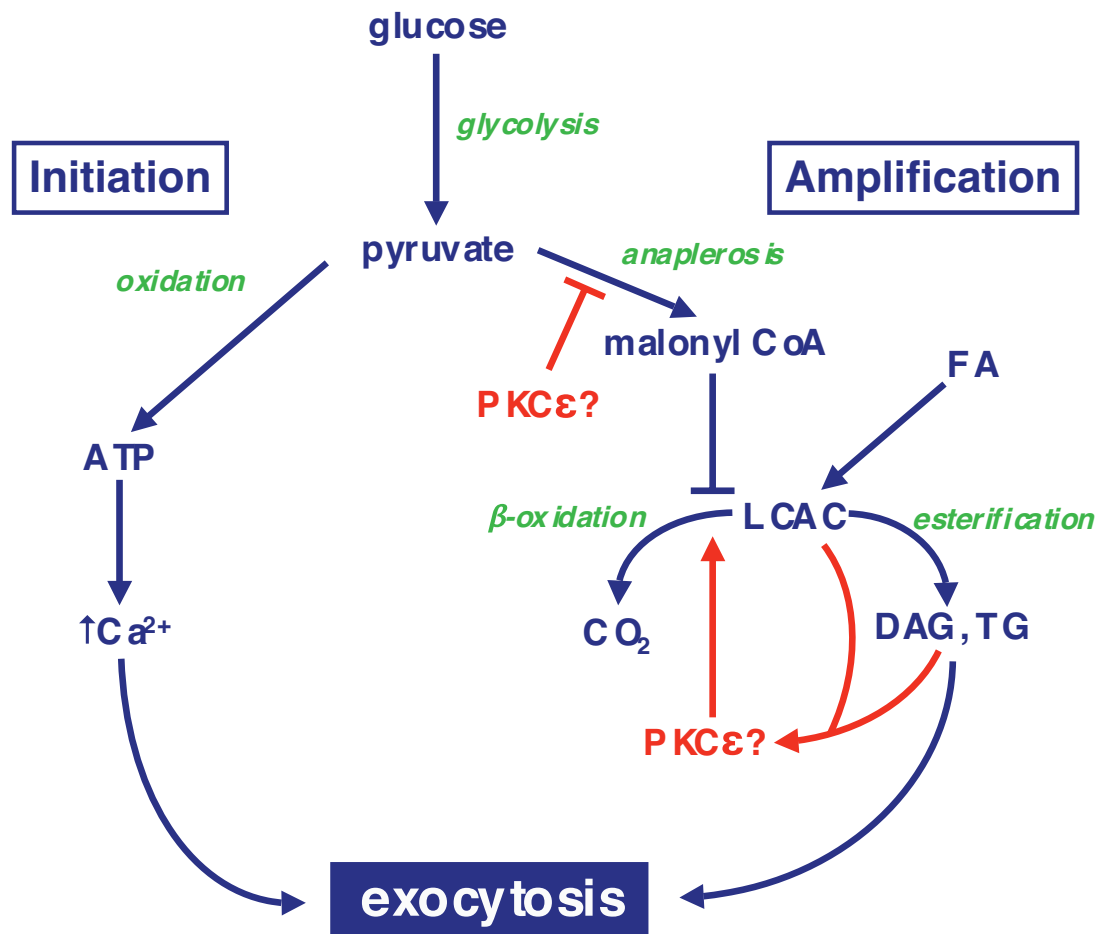 glucose
glycolysis
Initiation
Amplification
pyruvate
anaplerosis
oxidation
malonyl CoA
FA
PKCε?
ATP
β-oxidation
LCAC
esterification
↑Ca²⁺
CO₂
DAG, TG
PKCε?
exocytosis